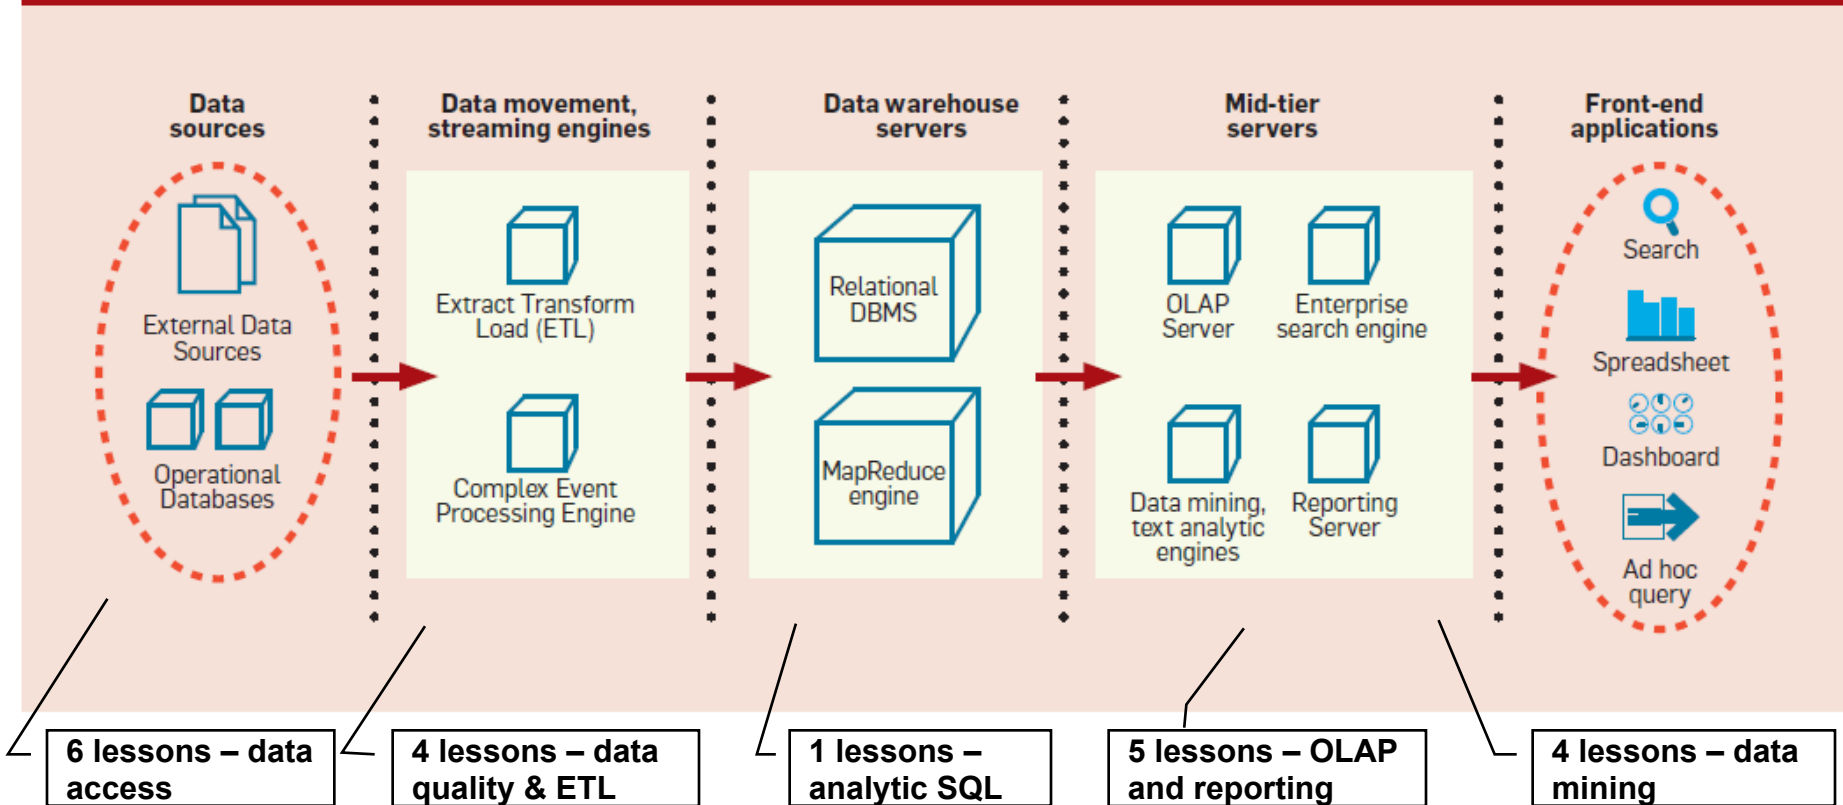 Data
sources
Data movement,
streaming engines
Data warehouse
servers
Mid-tier
servers
Front-end
applications
External Data
Sources
Operational
Databases
Extract Transform
Load (ETL)
Complex Event
Processing Engine
Relational
DBMS
MapReduce
engine
OLAP
Server
Enterprise
search engine
Data mining,
text analytic
engines
Reporting
Server
Search
Spreadsheet
Dashboard
Ad hoc
query
6 lessons – data
access
4 lessons – data
quality & ETL
1 lessons –
analytic SQL
5 lessons – OLAP
and reporting
4 lessons – data
mining